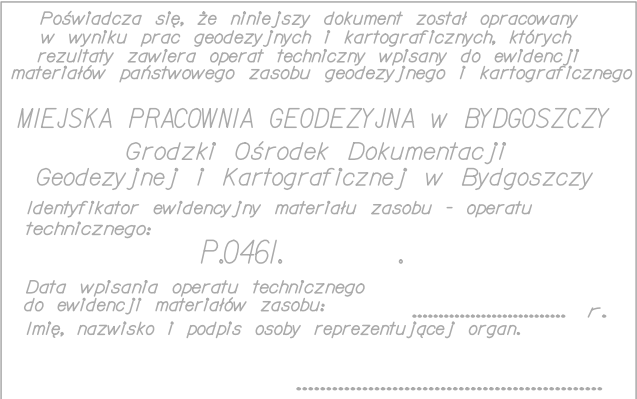 Poświadcza się, że niniejszy dokument został opracowany
w wyniku prac geodezyjnych i kartograficznych, których
rezultaty zawiera operat techniczny wpisany do ewidencji
materiałów państwowego zasobu geodezyjnego i kartograficznego
MIEJSKA PRACOWNIA GEODEZYJNA w BYDGOSZCZY
Grodzki Ośrodek Dokumentacji
Geodezyjnej i Kartograficznej w Bydgoszczy
Identyfikator ewidencyjny materiału zasobu - operatu
technicznego:
P.0461. .
Data wpisania operatu technicznego
do ewidencji materiałów zasobu: .............................. r.
Imię, nazwisko i podpis osoby reprezentującej organ.
............................................................